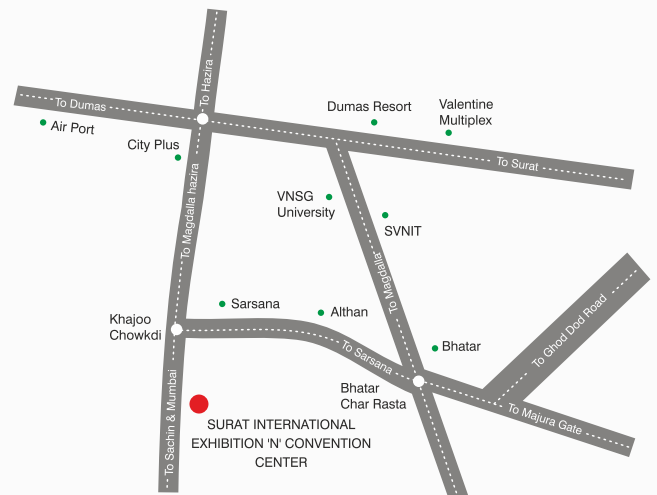 To Hazira
To Dumas
Dumas Resort
Valentine
Multiplex
Air Port
City Plus
To Surat
To Magdalla hazira
VNSG
University
SVNIT
To Magdalla
Sarsana
Althan
To Ghod Dod Road
Khajoo
Chowkdi
To Sarsana
Bhatar
Bhatar
Char Rasta
To Sachin & Mumbai
To Majura Gate
SURAT INTERNATIONAL
EXHIBITION 'N' CONVENTION
CENTER